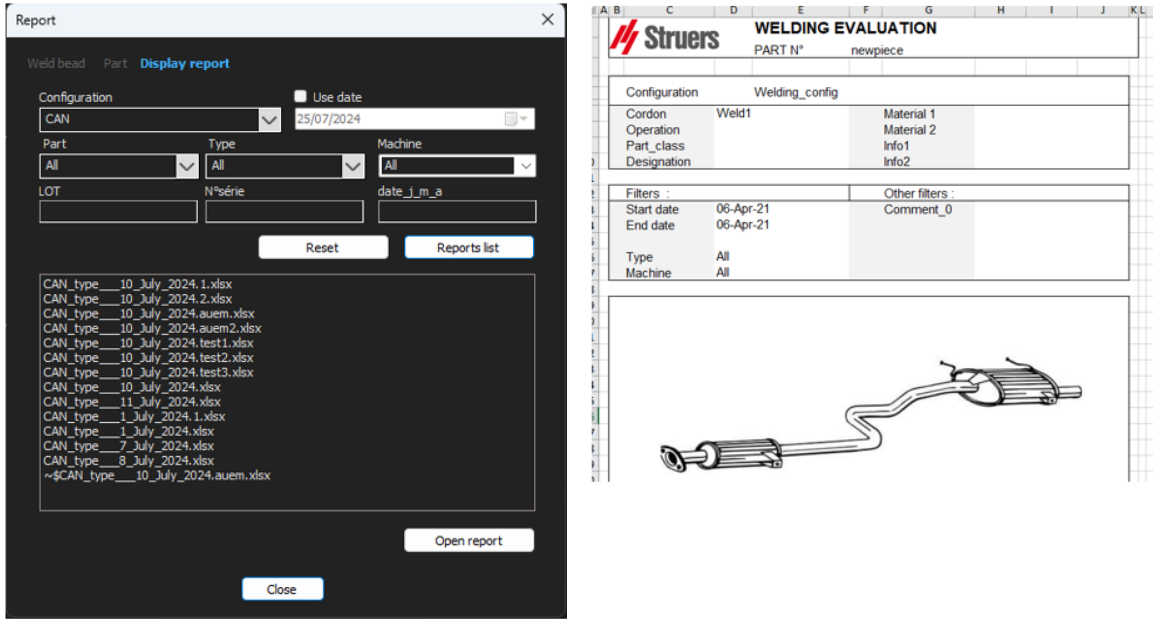 Report
Weld bead Part Display report
Configuration Use date
CAN 25/07/2024
Part Type Machine
All All All
LOT N°série date_j_m_a
Reset Reports list
CAN_type___10_July_2024.1.xlsx
CAN_type___10_July_2024.2.xlsx
CAN_type___10_July_2024.auem.xlsx
CAN_type___10_July_2024.auem2.xlsx
CAN_type___10_July_2024.test1.xlsx
CAN_type___10_July_2024.test2.xlsx
CAN_type___10_July_2024.test3.xlsx
CAN_type___10_July_2024.xlsx
CAN_type___11_July_2024.xlsx
CAN_type___1_July_2024.1.xlsx
CAN_type___1_July_2024.xlsx
CAN_type___7_July_2024.xlsx
CAN_type___8_July_2024.xlsx
~$CAN_type___10_July_2024.auem.xlsx
Open report
Close
A B C D E F G H I J K L
Struers WELDING EVALUATION
PART N° newpiece
Configuration Welding_config
Cordon Weld1 Material 1
Operation Material 2
Part_class Info1
Designation Info2
Filters : Other filters :
Start date 06-Apr-21 Comment_0
End date 06-Apr-21
Type All
Machine All